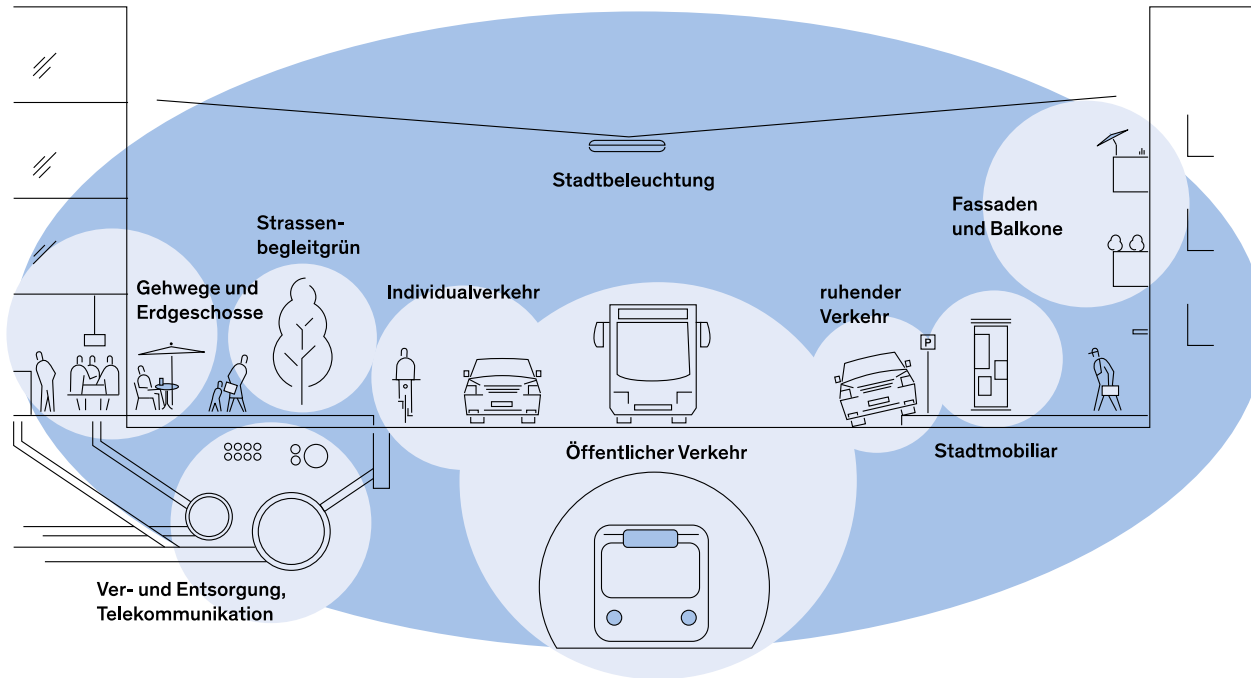 Stadtbeleuchtung
Strassen-
begleitgrün
Fassaden
und Balkone
Gehwege und
Erdgeschosse
Individualverkehr
ruhender
Verkehr
P
Öffentlicher Verkehr
Stadtmobiliar
Ver- und Entsorgung,
Telekommunikation